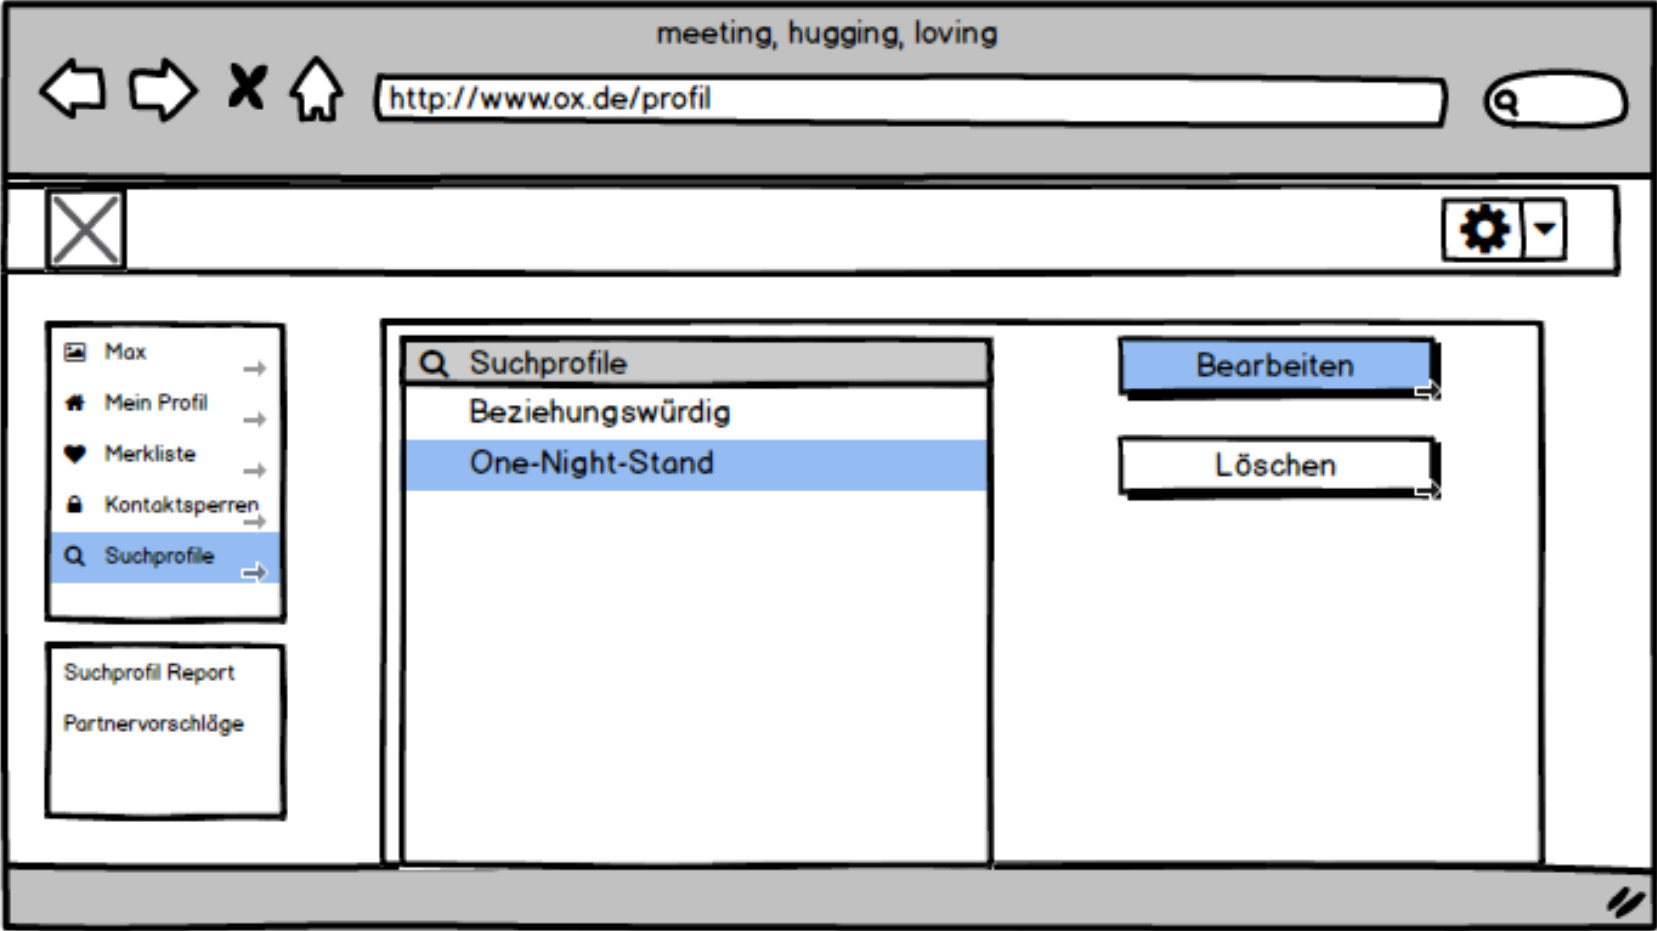 meeting, hugging, loving
http://www.ox.de/profil
Max
Mein Profil
Merkliste
Kontaktsperren
Suchprofile
Suchprofil Report
Partnervorschläge
Suchprofile
Beziehungswürdig
One-Night-Stand
Bearbeiten
Löschen